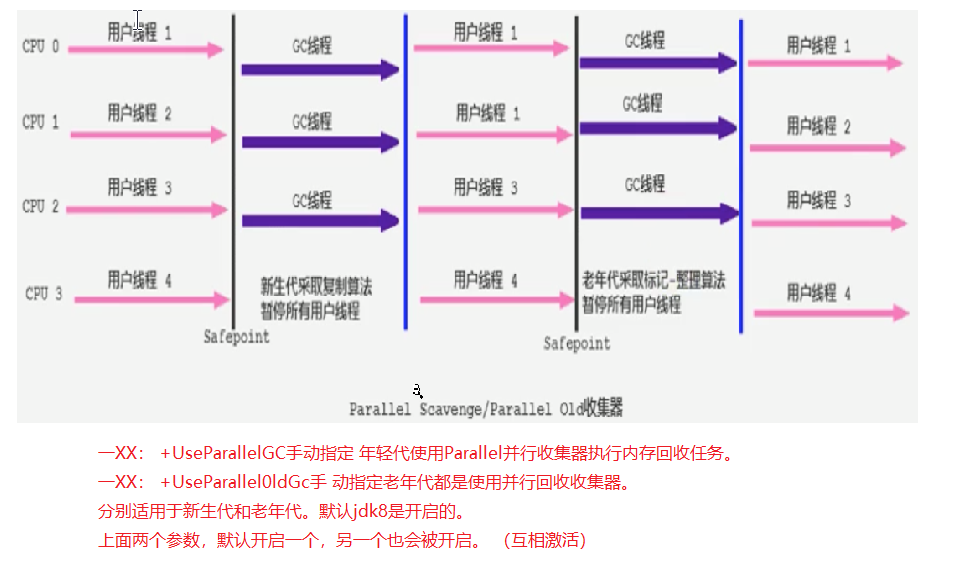 用户线程 1
CPU 0
GC线程
用户线程 1
GC线程
用户线程 1
用户线程 2
CPU 1
GC线程
用户线程 1
GC线程
用户线程 2
用户线程 3
CPU 2
GC线程
用户线程 3
GC线程
用户线程 3
用户线程 4
CPU 3
新生代采取复制算法
暂停所有用户线程
用户线程 4
老年代采取标记-整理算法
暂停所有用户线程
用户线程 4
Safepoint
Safepoint
Parallel Scavenge/Parallel Old收集器
一XX： +UseParallelGC手动指定 年轻代使用Parallel并行收集器执行内存回收任务。
一XX： +UseParallel0ldGc手 动指定老年代都是使用并行回收收集器。
分别适用于新生代和老年代。默认jdk8是开启的。
上面两个参数，默认开启一个，另一个也会被开启。 （互相激活）